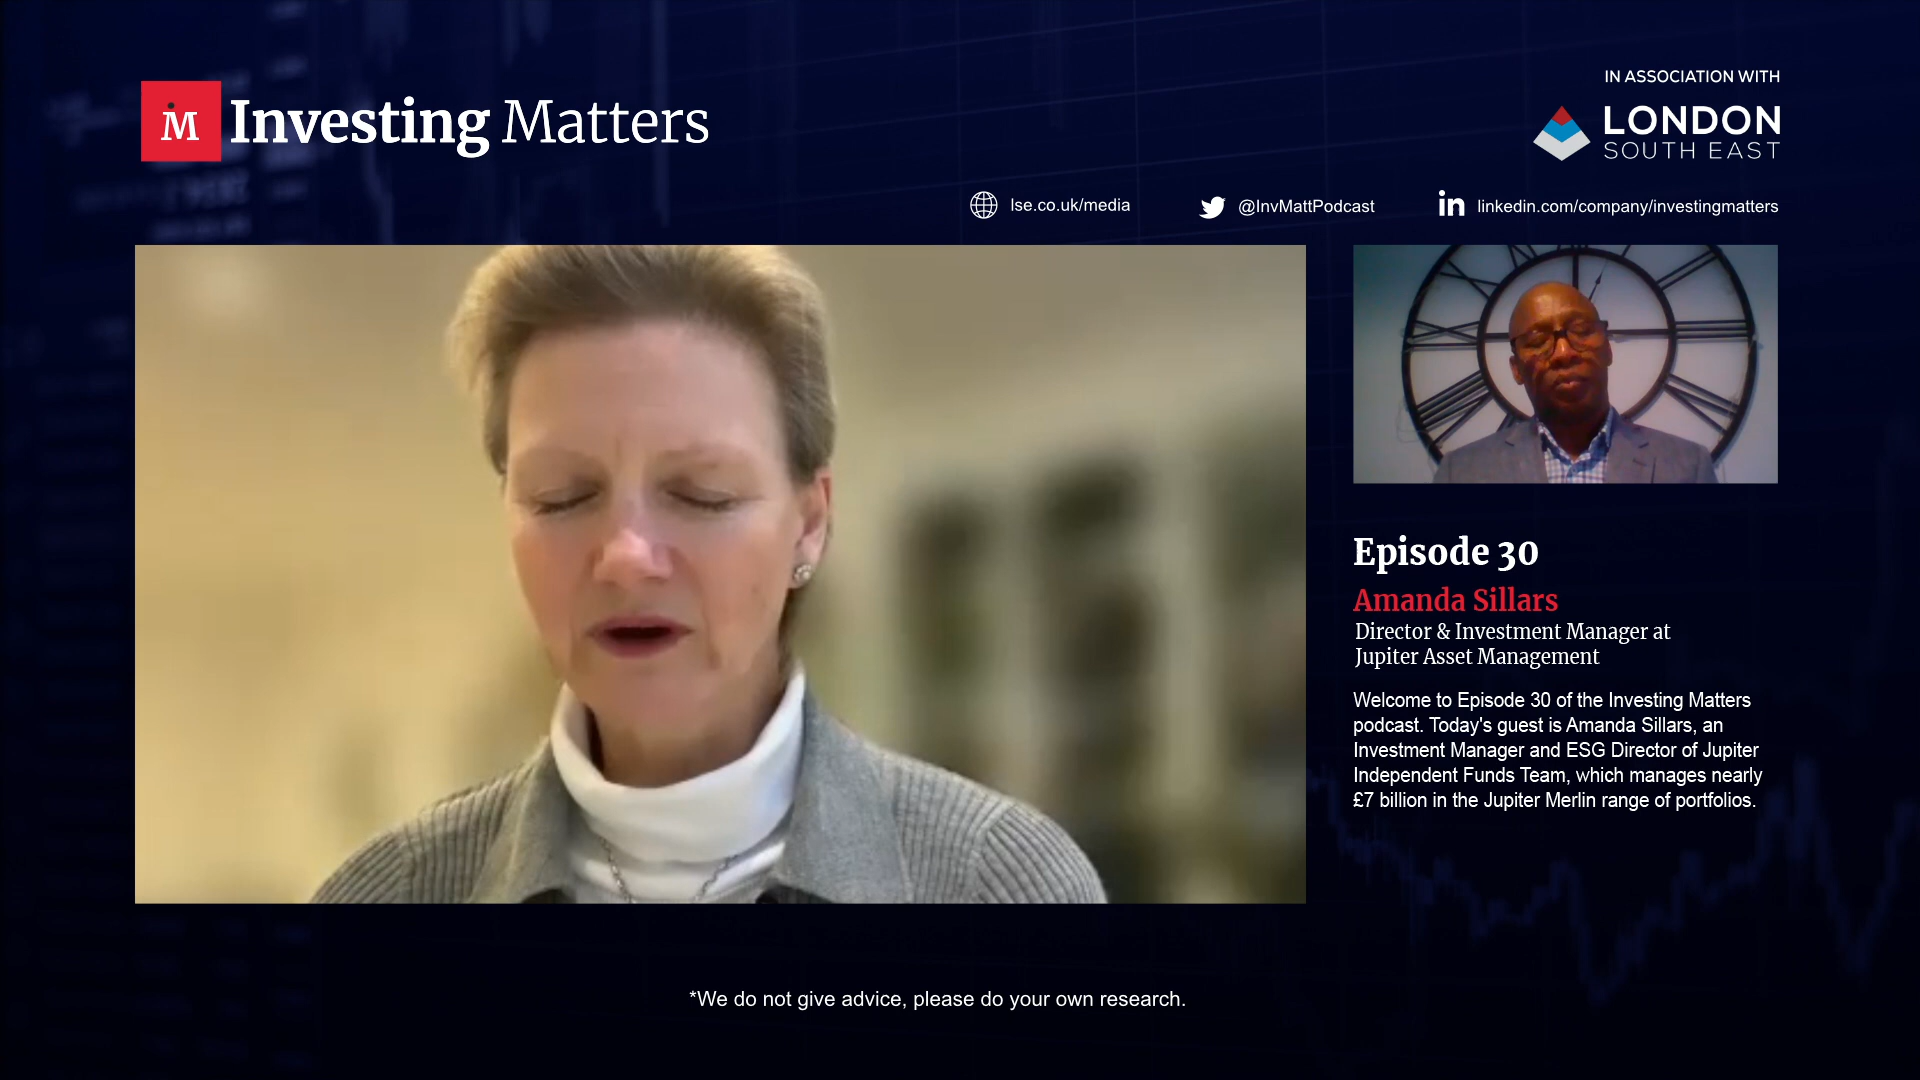 M
Investing Matters
IN ASSOCIATION WITH
LONDON
SOUTH EAST
lse.co.uk/media
@InvMattPodcast
in
linkedin.com/company/investingmatters
Episode 30
Amanda Sillars
Director & Investment Manager at
Jupiter Asset Management
Welcome to Episode 30 of the Investing Matters
podcast. Today's guest is Amanda Sillars, an
Investment Manager and ESG Director of Jupiter
Independent Funds Team, which manages nearly
£7 billion in the Jupiter Merlin range of portfolios.
*We do not give advice, please do your own research.